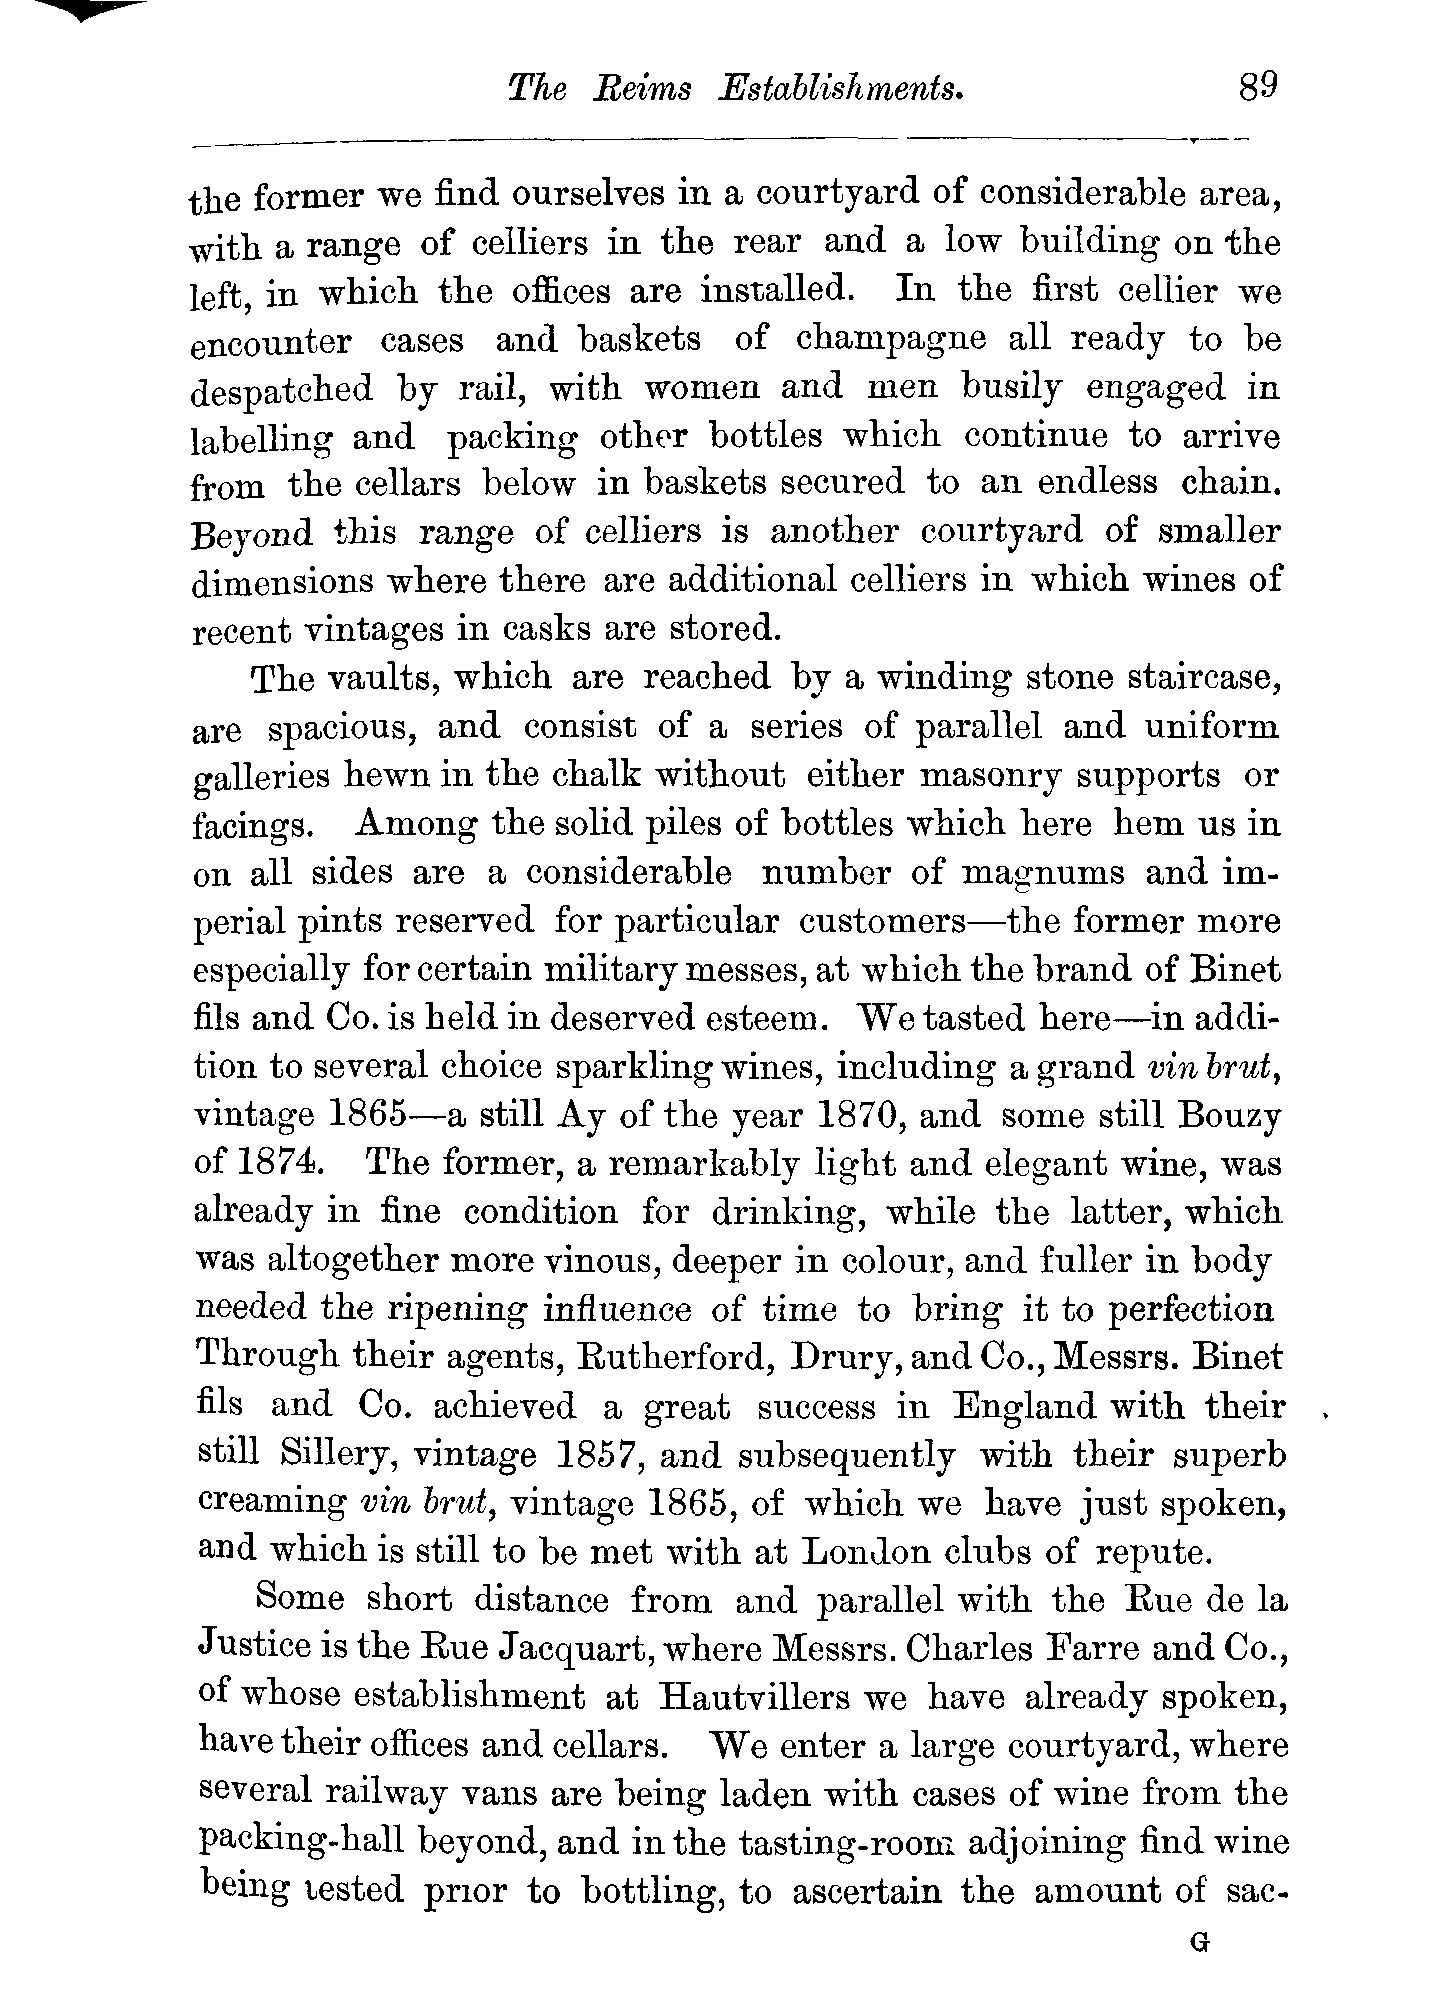 The Reims Establishments. 89
the former we find ourselves in a courtyard of considerable area,
with a range of celliers in the rear and a low building on the
left, in which the offices are installed. In the first cellier we
encounter cases and baskets of champagne all ready to be
despatched by rail, with women and men busily engaged in
labelling and packing other bottles which continue to arrive
from the cellars below in baskets secured to an endless chain.
Beyond this range of celliers is another courtyard of smaller
dimensions where there are additional celliers in which wines of
recent vintages in casks are stored.
The vaults, which are reached by a winding stone staircase,
are spacious, and consist of a series of parallel and uniform
galleries hewn in the chalk without either masonry supports or
facings. Among the solid piles of bottles which here hem us in
on all sides are a considerable number of magnums and im-
perial pints reserved for particular customers—the former more
especially for certain military messes, at which the brand of Binet
fils and Co. is held in deserved esteem. We tasted here—in addi-
tion to several choice sparkling wines, including a grand vin brut,
vintage 1865—a still Ay of the year 1870, and some still Bouzy
of 1874. The former, a remarkably light and elegant wine, was
already in fine condition for drinking, while the latter, which
was altogether more vinous, deeper in colour, and fuller in body
needed the ripening influence of time to bring it to perfection
Through their agents, Rutherford, Drury, and Co., Messrs. Binet
fils and Co. achieved a great success in England with their
still Sillery, vintage 1857, and subsequently with their superb
creaming vin brut, vintage 1865, of which we have just spoken,
and which is still to be met with at London clubs of repute.
Some short distance from and parallel with the Rue de la
Justice is the Rue Jacquart, where Messrs. Charles Farre and Co.,
of whose establishment at Hautvillers we have already spoken,
have their offices and cellars. We enter a large courtyard, where
several railway vans are being laden with cases of wine from the
packing-hall beyond, and in the tasting-room adjoining find wine
being tested prior to bottling, to ascertain the amount of sac-
G